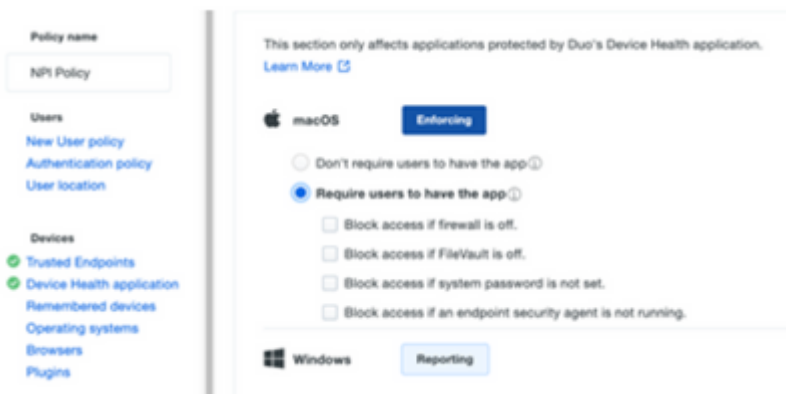 Policy name
NPI Policy
Users
New User policy
Authentication policy
User location
Devices
Trusted Endpoints
Device Health application
Remembered devices
Operating systems
Browsers
Plugins
This section only affects applications protected by Duo's Device Health application.
Learn More
macOS Enforcing
Don't require users to have the app
Require users to have the app
Block access if firewall is off.
Block access if FileVault is off.
Block access if system password is not set.
Block access if an endpoint security agent is not running.
Windows Reporting